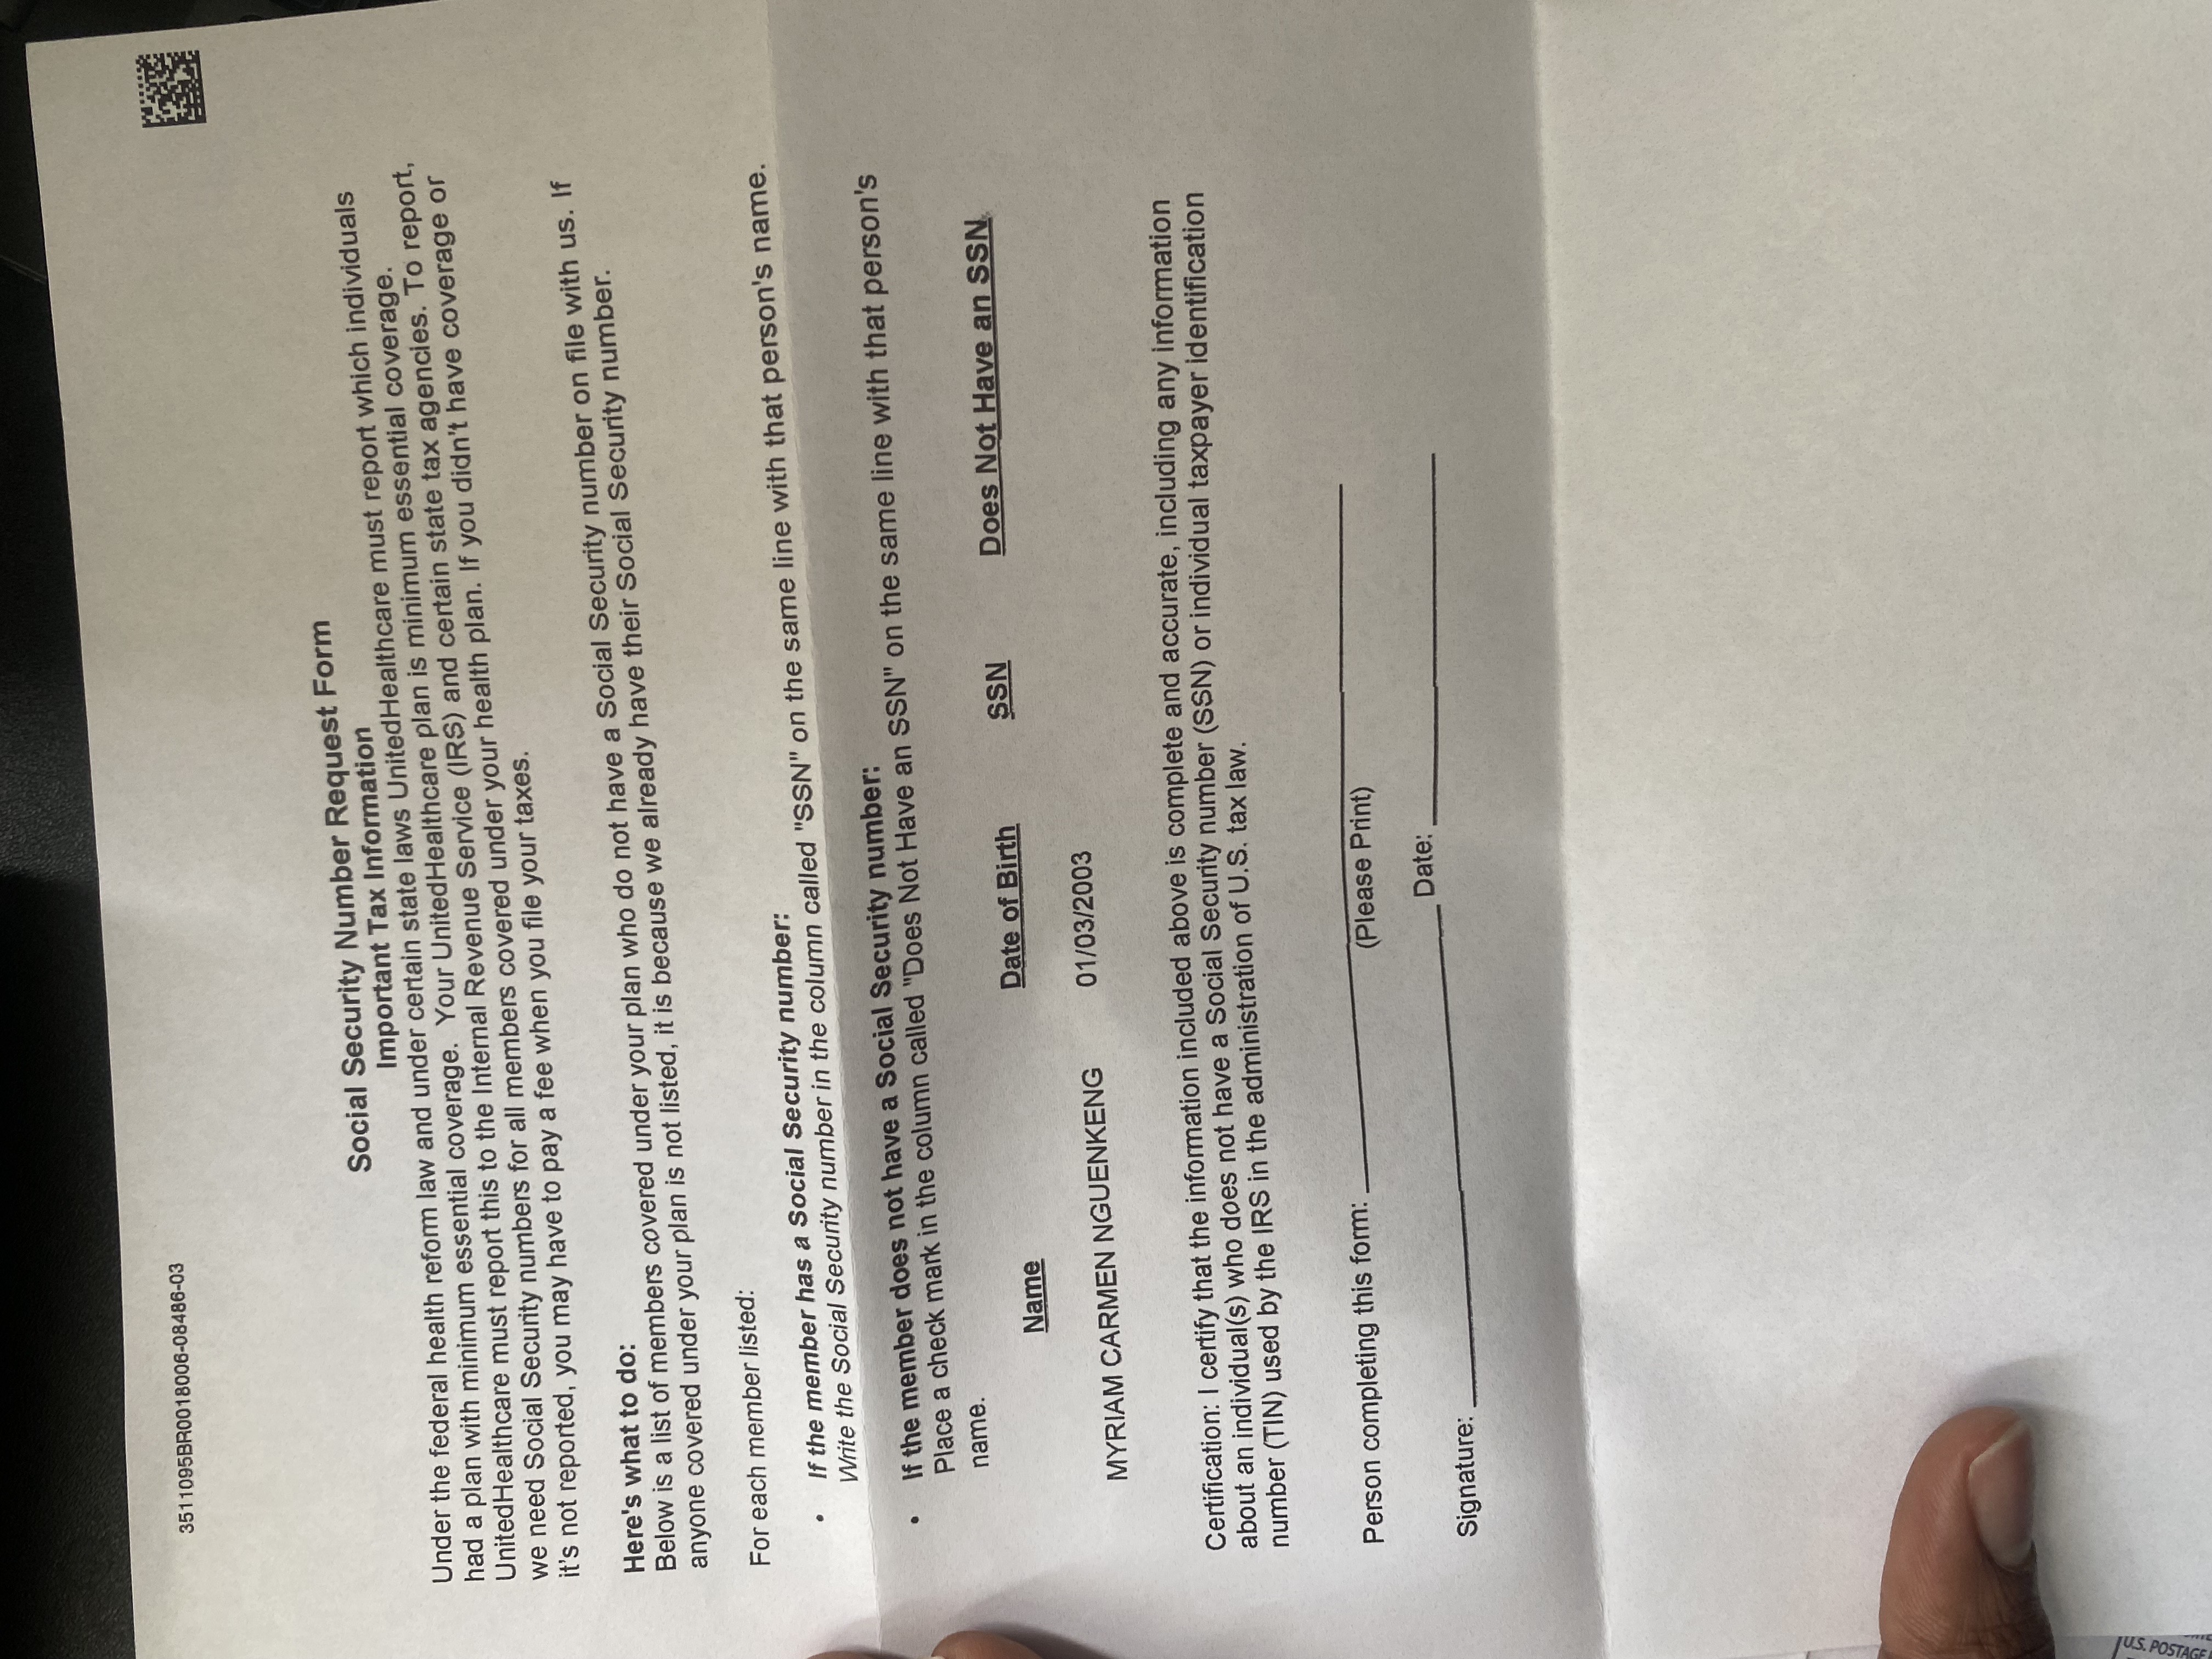 3511095BR0018006-08486-03
Social Security Number Request Form
Important Tax Information
Under the federal health reform law and under certain state laws UnitedHealthcare must report which individuals
had a plan with minimum essential coverage.  Your UnitedHealthcare plan is minimum essential coverage.
UnitedHealthcare must report this to the Internal Revenue Service (IRS) and certain state tax agencies. To report,
we need Social Security numbers for all members covered under your health plan. If you didn't have coverage or
it's not reported, you may have to pay a fee when you file your taxes.
Here's what to do:
Below is a list of members covered under your plan who do not have a Social Security number on file with us. If
anyone covered under your plan is not listed, it is because we already have their Social Security number.
For each member listed:
• If the member has a Social Security number:
Write the Social Security number in the column called "SSN" on the same line with that person's name.
• If the member does not have a Social Security number:
Place a check mark in the column called "Does Not Have an SSN" on the same line with that person's
name.
Name Date of Birth SSN Does Not Have an SSN
MYRIAM CARMEN NGUENKENG 01/03/2003
Certification: I certify that the information included above is complete and accurate, including any information
about an individual(s) who does not have a Social Security number (SSN) or individual taxpayer identification
number (TIN) used by the IRS in the administration of U.S. tax law.
Person completing this form:
(Please Print)
Signature: Date:
U.S. POSTAGE